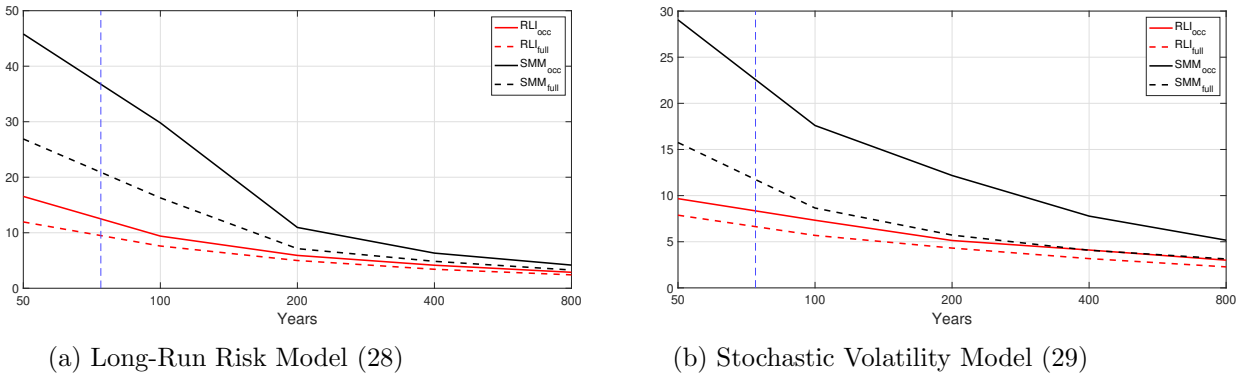 50
40
30
20
10
0
50 100 200 400 800
Years
RLI_occ
RLI_full
SMM_occ
SMM_full
(a) Long-Run Risk Model (28)
30
25
20
15
10
5
0
50 100 200 400 800
Years
RLI_occ
RLI_full
SMM_occ
SMM_full
(b) Stochastic Volatility Model (29)